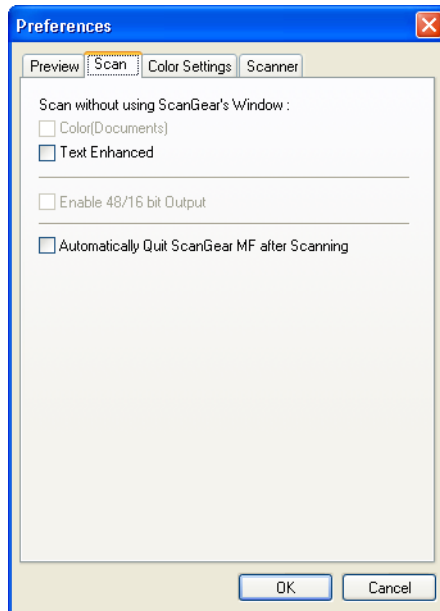 Preferences
Preview Scan Color Settings Scanner
Scan without using ScanGear's Window :
Color(Documents)
Text Enhanced
Enable 48/16 bit Output
Automatically Quit ScanGear MF after Scanning
OK Cancel